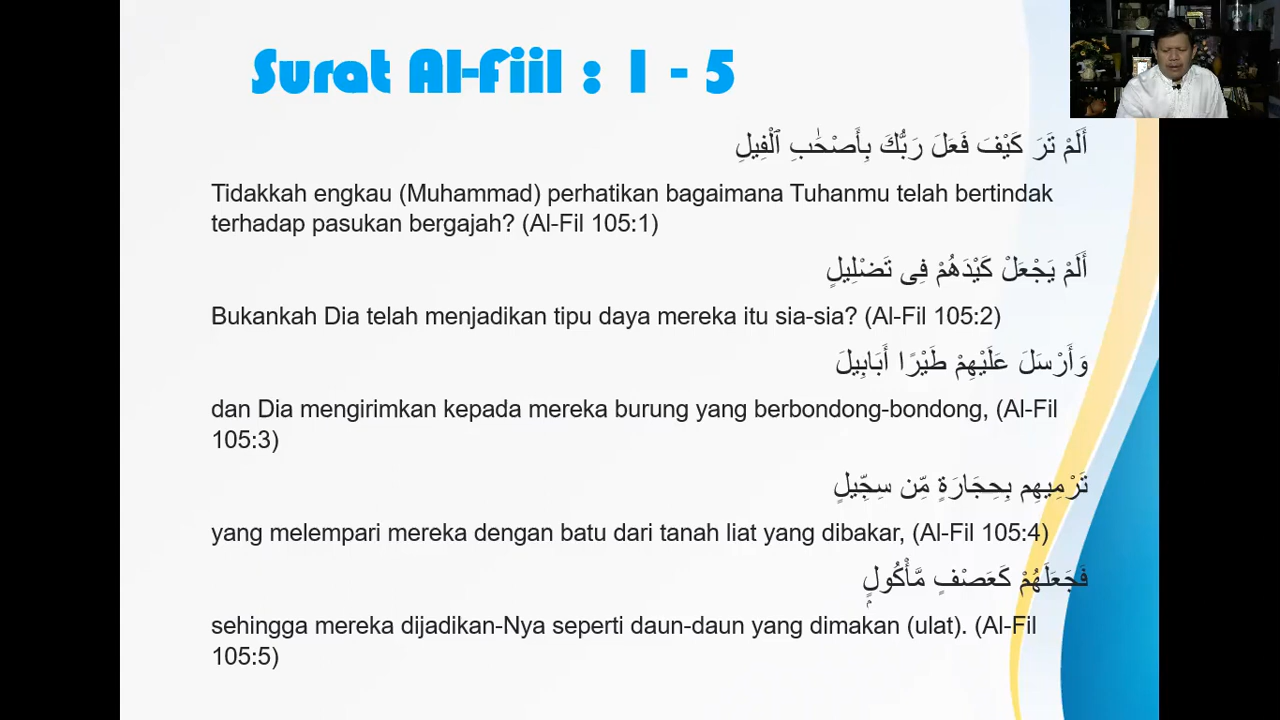 Surat Al-Fiil : 1 - 5
أَلَمْ تَرَ كَيْفَ فَعَلَ رَبُّكَ بِأَصْحَٰبِ ٱلْفِيلِ
Tidakkah engkau (Muhammad) perhatikan bagaimana Tuhanmu telah bertindak
terhadap pasukan bergajah? (Al-Fil 105:1)
أَلَمْ يَجْعَلْ كَيْدَهُمْ فِى تَضْلِيلٍ
Bukankah Dia telah menjadikan tipu daya mereka itu sia-sia? (Al-Fil 105:2)
وَأَرْسَلَ عَلَيْهِمْ طَيْرًا أَبَابِيلَ
dan Dia mengirimkan kepada mereka burung yang berbondong-bondong, (Al-Fil
105:3)
تَرْمِيهِم بِحِجَارَةٍ مِّن سِجِّيلٍ
yang melempari mereka dengan batu dari tanah liat yang dibakar, (Al-Fil 105:4)
فَجَعَلَهُمْ كَعَصْفٍ مَّأْكُولٍۭ
sehingga mereka dijadikan-Nya seperti daun-daun yang dimakan (ulat). (Al-Fil
105:5)